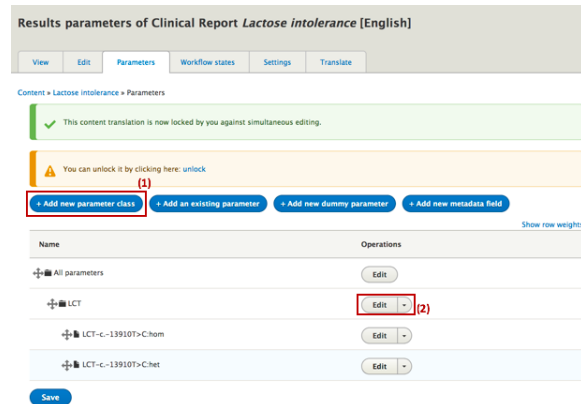 Results parameters of Clinical Report Lactose intolerance [English]
View Edit Parameters Workflow states Settings Translate
Content » Lactose intolerance » Parameters
This content translation is now locked by you against simultaneous editing.
You can unlock it by clicking here: unlock
(1)
+ Add new parameter class + Add an existing parameter + Add new dummy parameter + Add new metadata field
Show row weights
Name Operations
All parameters Edit
LCT Edit (2)
LCT-c.-13910T>C:hom Edit
LCT-c.-13910T>C:het Edit
Save